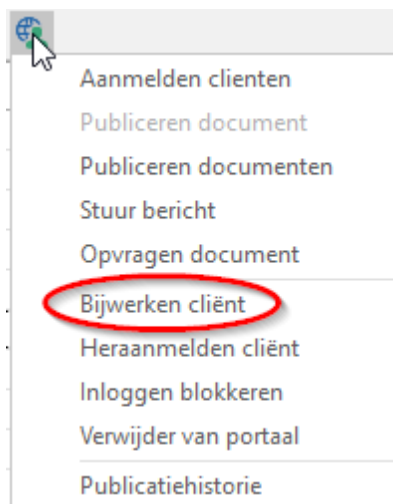 Aanmelden clienten
Publiceren document
Publiceren documenten
Stuur bericht
Opvragen document
Bijwerken cliënt
Heraanmelden cliënt
Inloggen blokkeren
Verwijder van portaal
Publicatiehistorie